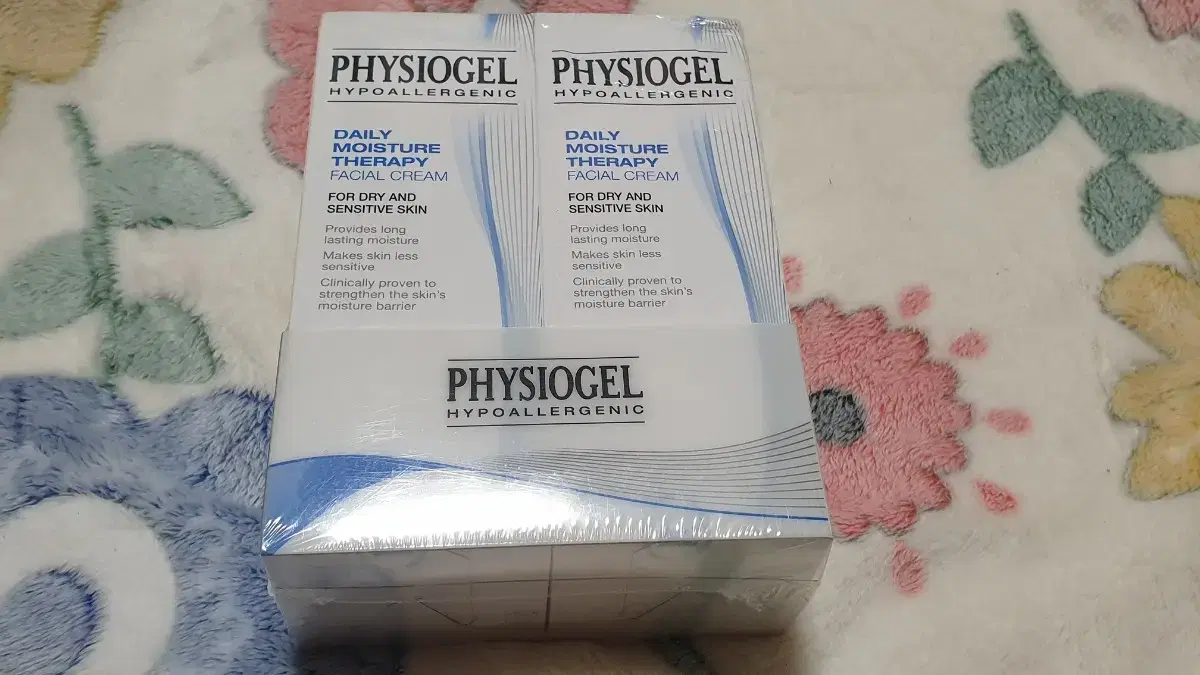 PHYSIOGEL
HYPOALLERGENIC
DAILY
MOISTURE
THERAPY
FACIAL CREAM
FOR DRY AND
SENSITIVE SKIN
Provides long
lasting moisture
Makes skin less
sensitive
Clinically proven to
strengthen the skin's
moisture barrier
PHYSIOGEL
HYPOALLERGENIC
DAILY
MOISTURE
THERAPY
FACIAL CREAM
FOR DRY AND
SENSITIVE SKIN
Provides long
lasting moisture
Makes skin less
sensitive
Clinically proven to
strengthen the skin's
moisture barrier
PHYSIOGEL
HYPOALLERGENIC